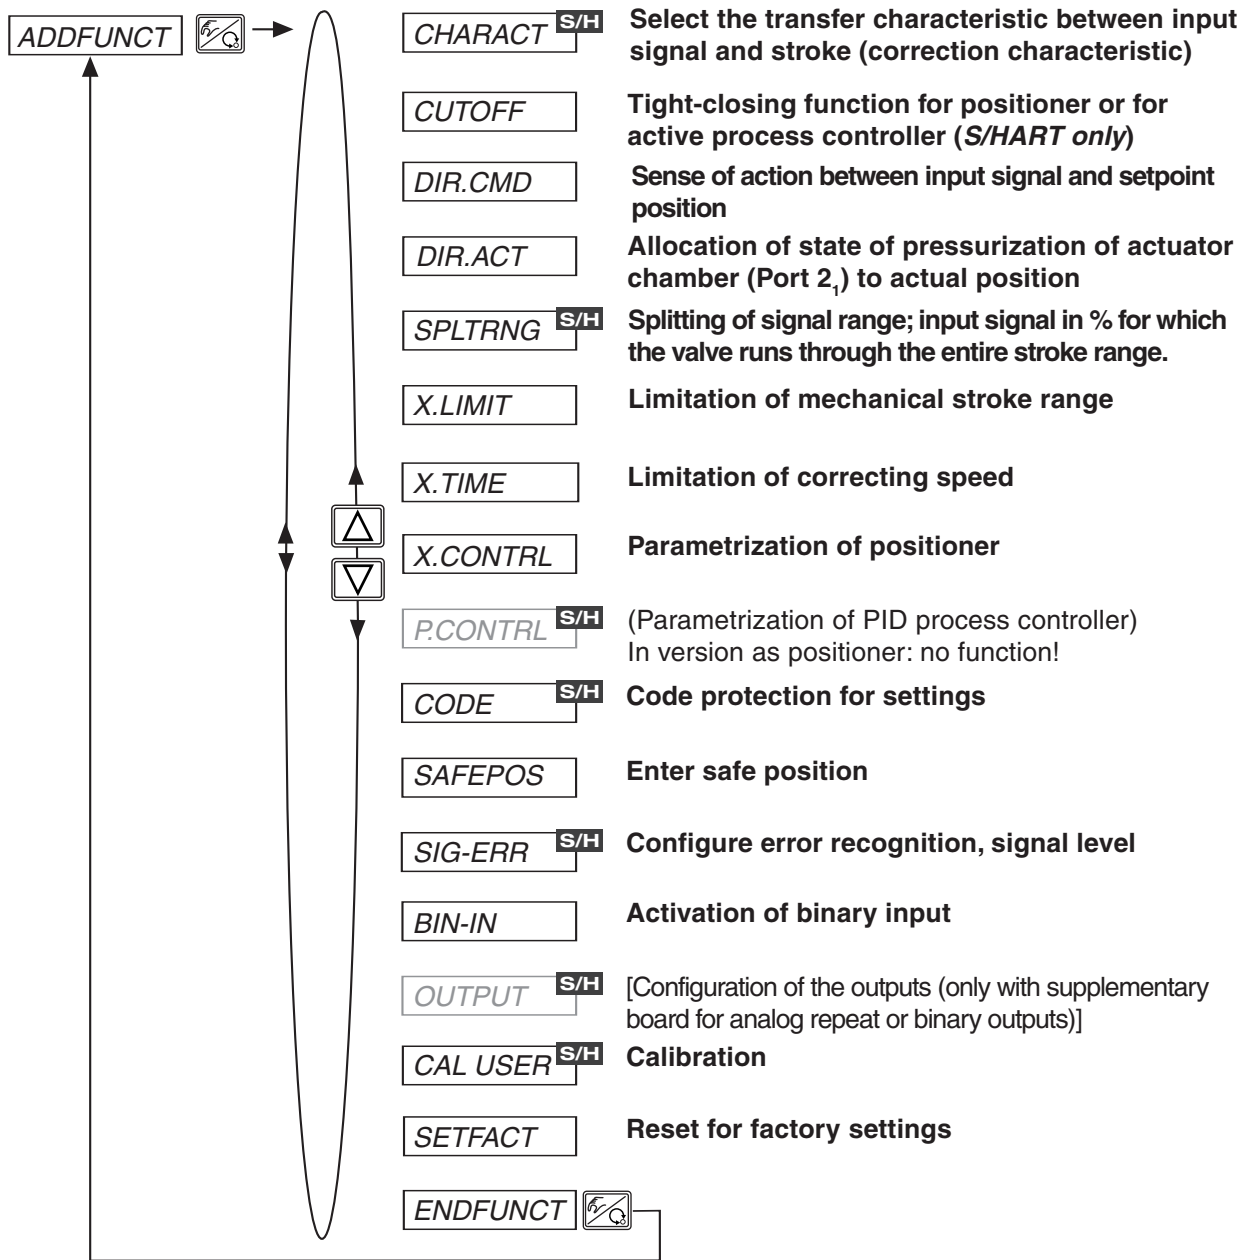 ADDFUNCT
CHARACT S/H Select the transfer characteristic between input
signal and stroke (correction characteristic)
CUTOFF Tight-closing function for positioner or for
active process controller (S/HART only)
DIR.CMD Sense of action between input signal and setpoint
position
DIR.ACT Allocation of state of pressurization of actuator
chamber (Port 2₁) to actual position
SPLTRNG S/H Splitting of signal range; input signal in % for which
the valve runs through the entire stroke range.
X.LIMIT Limitation of mechanical stroke range
X.TIME Limitation of correcting speed
X.CONTRL Parametrization of positioner
P.CONTRL S/H (Parametrization of PID process controller)
In version as positioner: no function!
CODE S/H Code protection for settings
SAFEPOS Enter safe position
SIG-ERR S/H Configure error recognition, signal level
BIN-IN Activation of binary input
OUTPUT S/H [Configuration of the outputs (only with supplementary
board for analog repeat or binary outputs)]
CAL USER S/H Calibration
SETFACT Reset for factory settings
ENDFUNCT